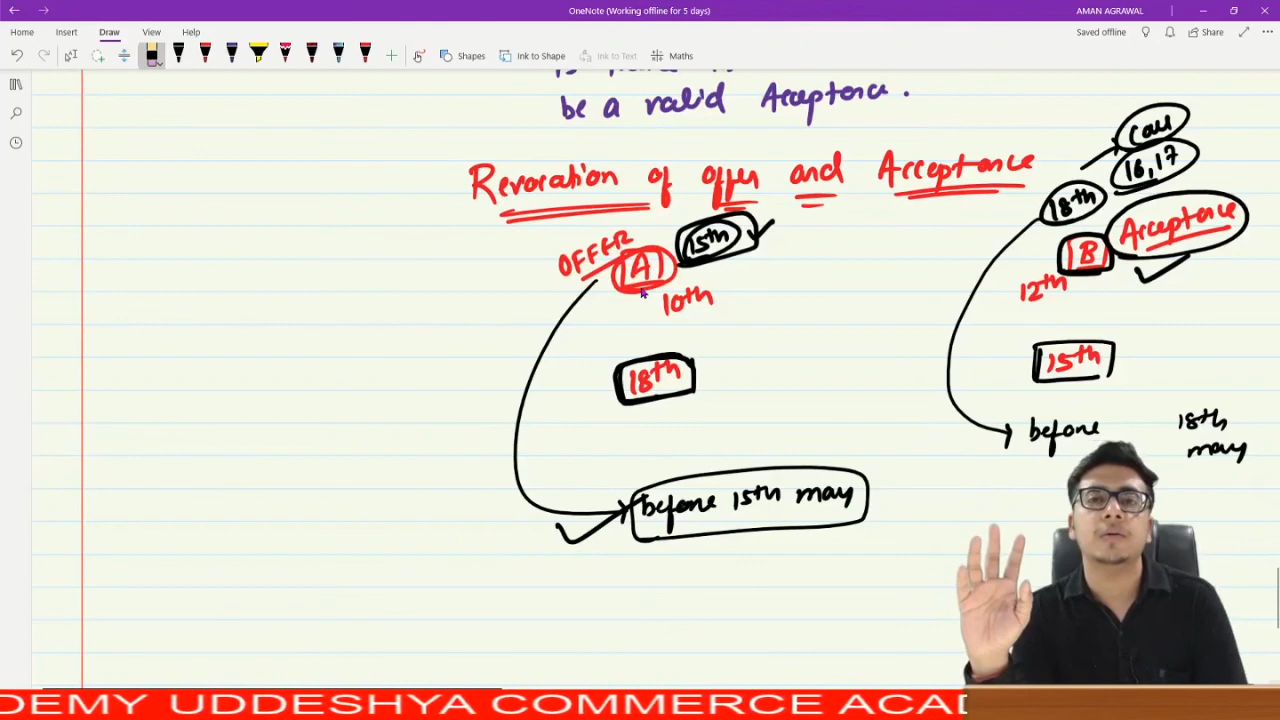 OneNote (Working offline for 5 days)
AMAN AGRAWAL
Home Insert Draw View Help
Saved offline
Share
Shapes
Ink to Shape
Ink to Text
Maths
be a valid Acceptance.
Revocation of offer and Acceptance
call
16, 17
18th
OFFER
A
15th
10th
B
Acceptance
12th
18th
15th
before 18th
may
before 15th may
DEMY UDDESHYA COMMERCE ACAD